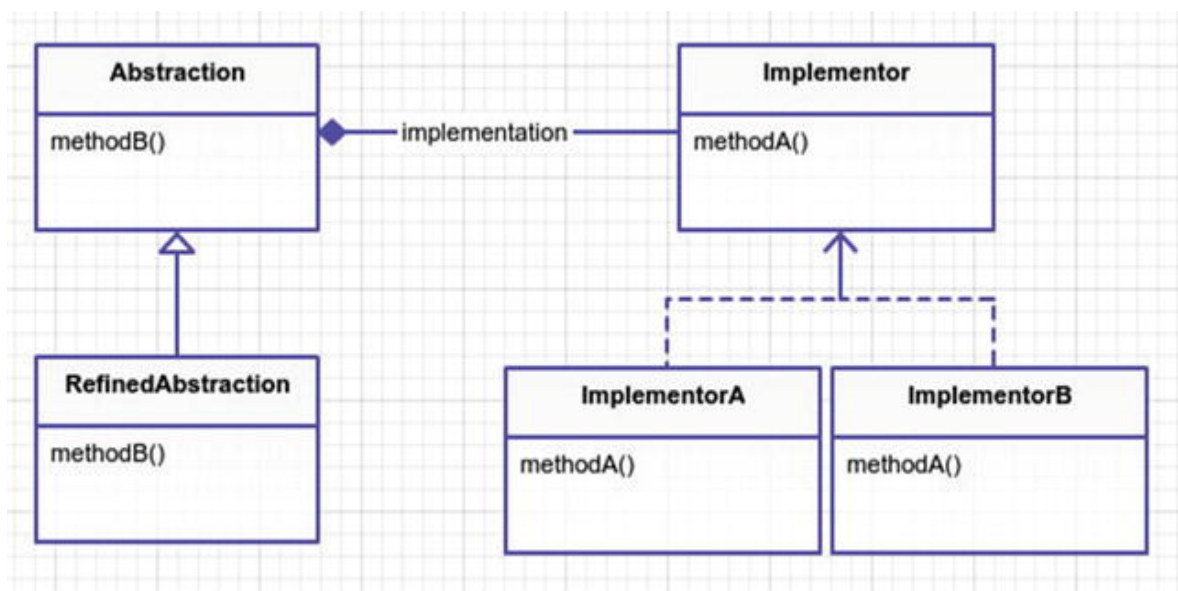 Abstraction
methodB()
implementation
Implementor
methodA()
RefinedAbstraction
methodB()
ImplementorA
methodA()
ImplementorB
methodA()